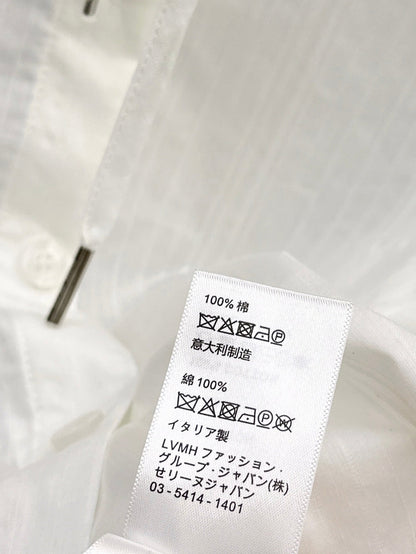 100% 棉
意大利制造
綿 100%
イタリア製
LVMH ファッション・
グループ・ジャパン(株)
セリーヌジャパン
03 - 5414 - 1401